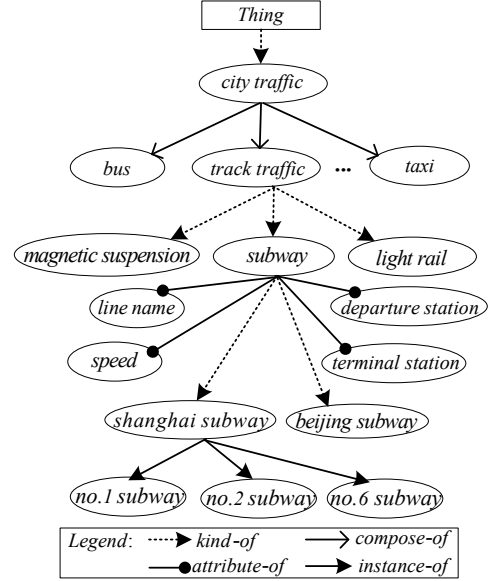 Thing
city traffic
bus
track traffic
...
taxi
magnetic suspension
subway
light rail
line name
departure station
speed
terminal station
shanghai subway
beijing subway
no.1 subway
no.2 subway
no.6 subway
Legend: kind-of compose-of
attribute-of instance-of